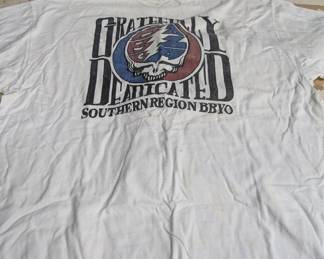 GRATEFULLY
DEADICATED
SOUTHERN REGION BBYO